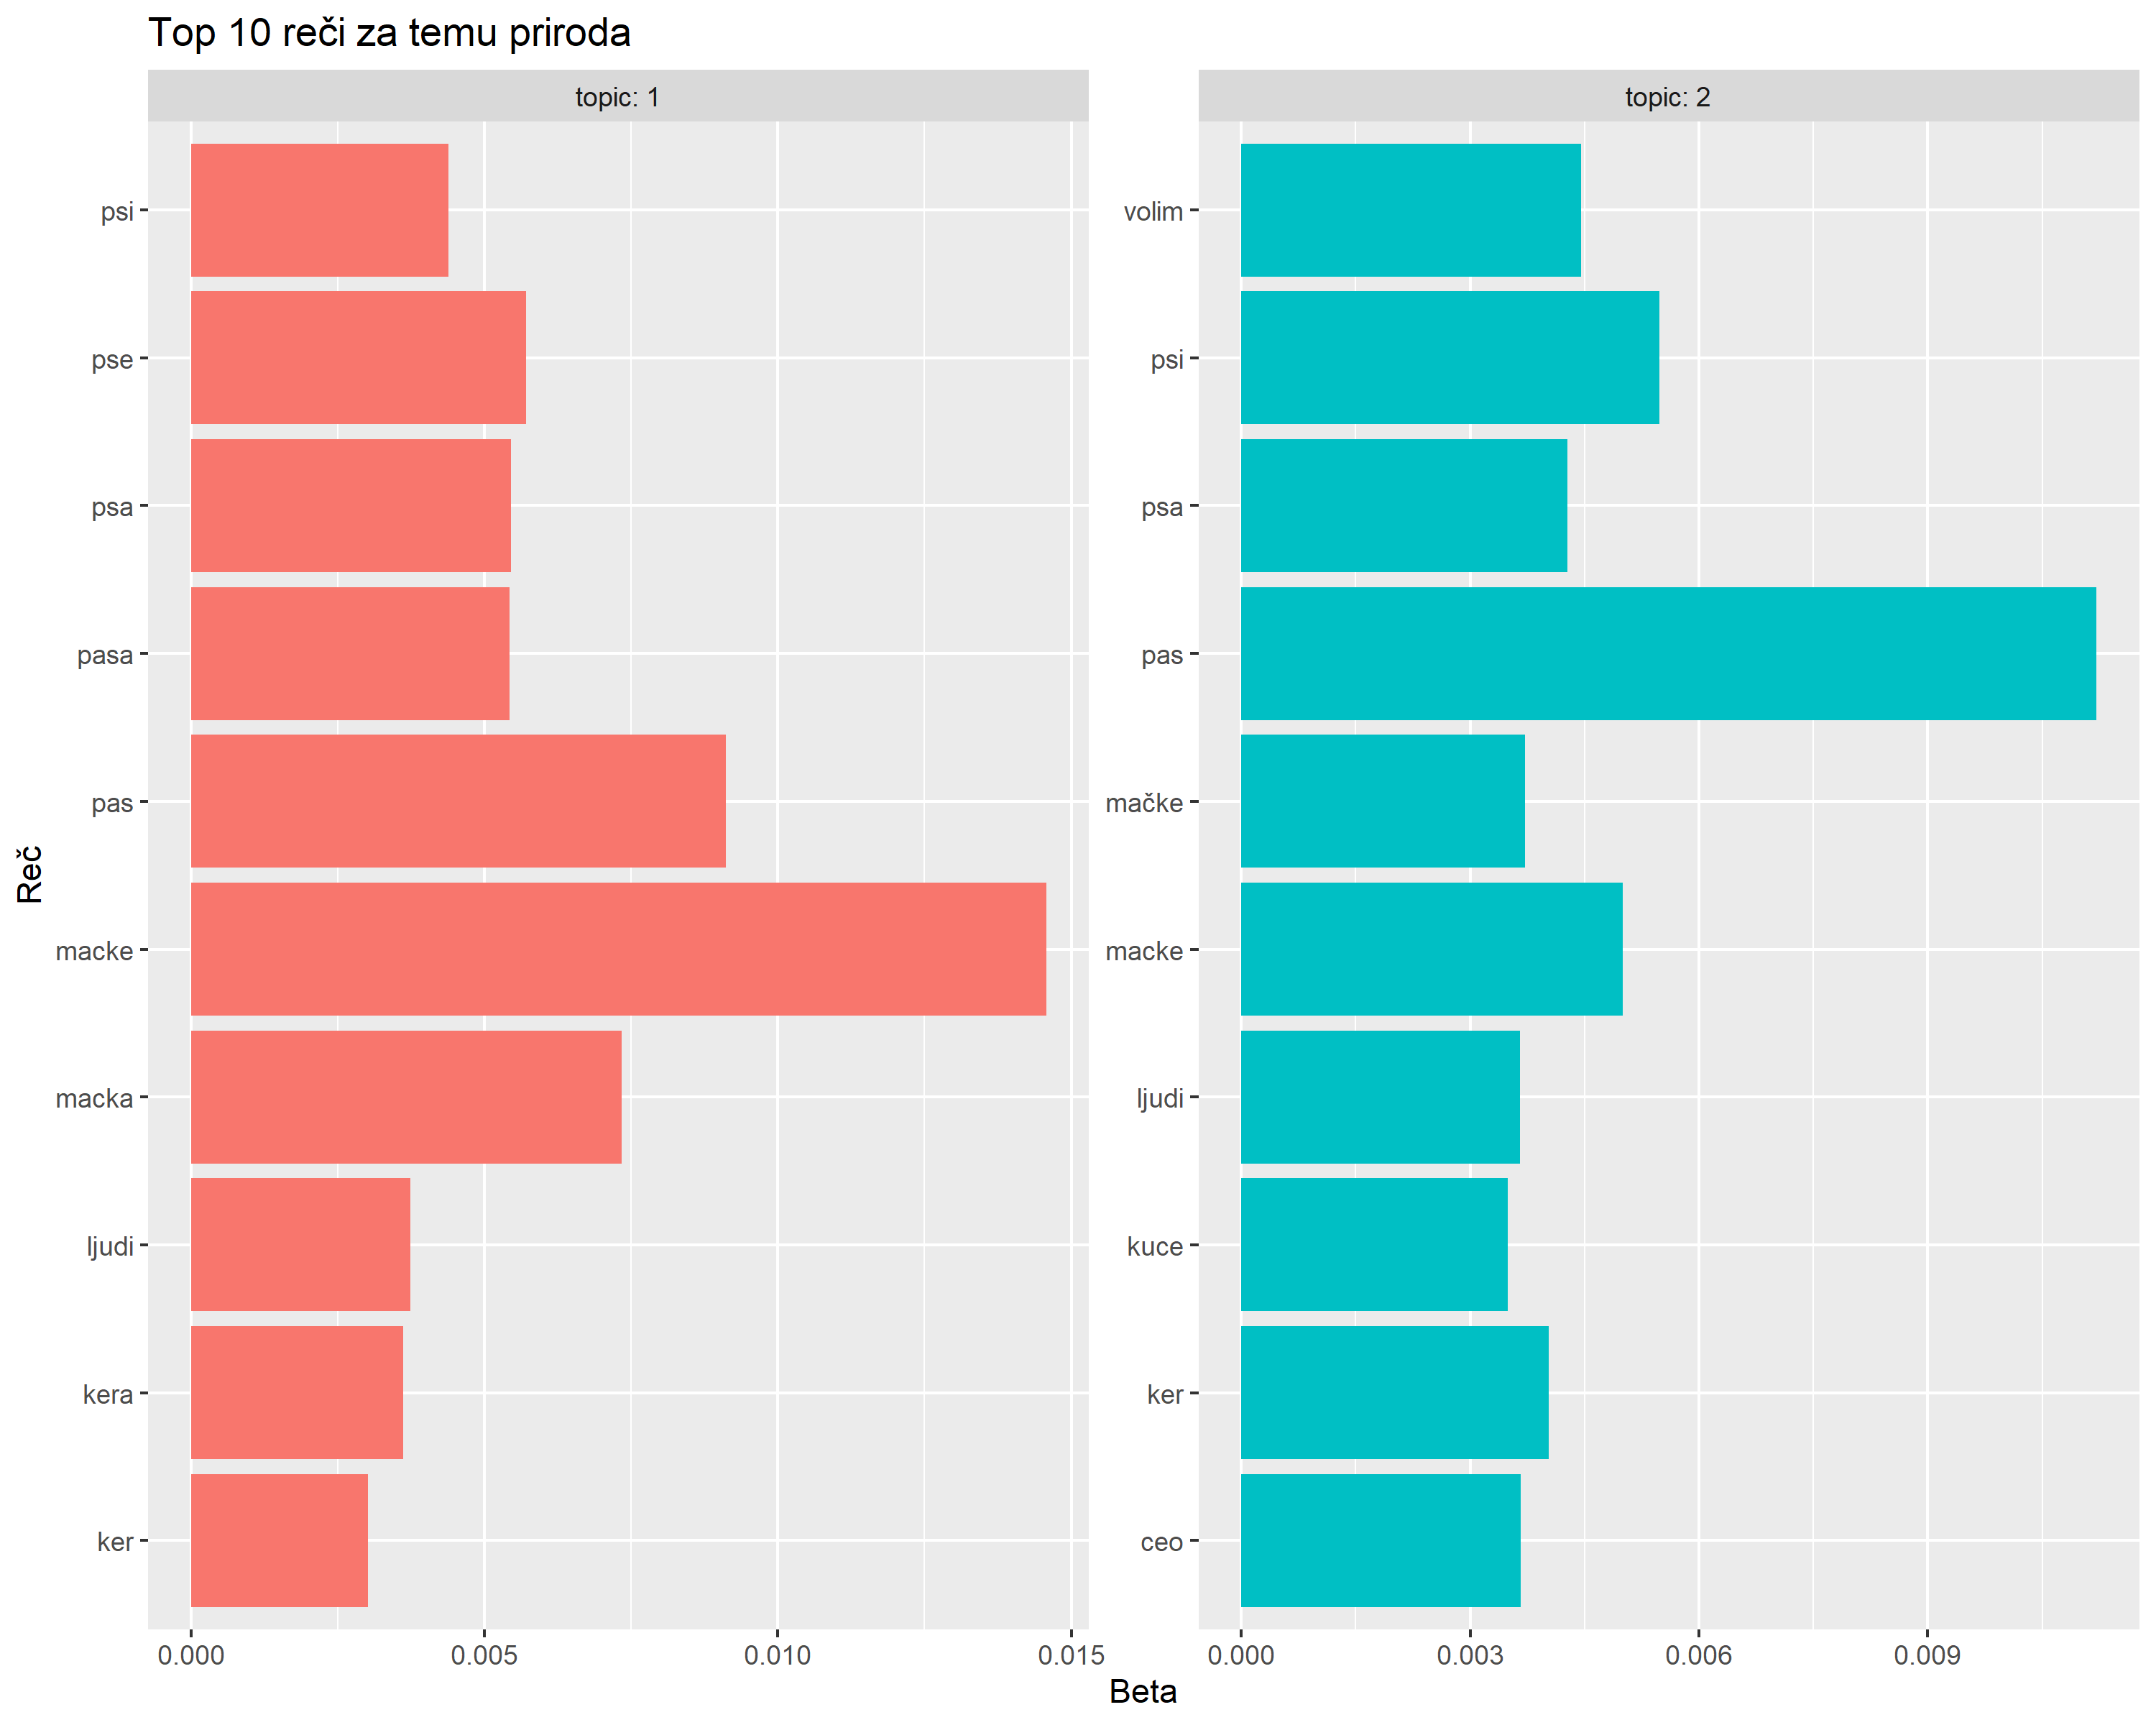 Top 10 reči za temu priroda
topic: 1
topic: 2
Reč
psi
pse
psa
pasa
pas
macke
macka
ljudi
kera
ker
volim
psi
psa
pas
mačke
macke
ljudi
kuce
ker
ceo
0.000 0.005 0.010 0.015
0.000 0.003 0.006 0.009
Beta